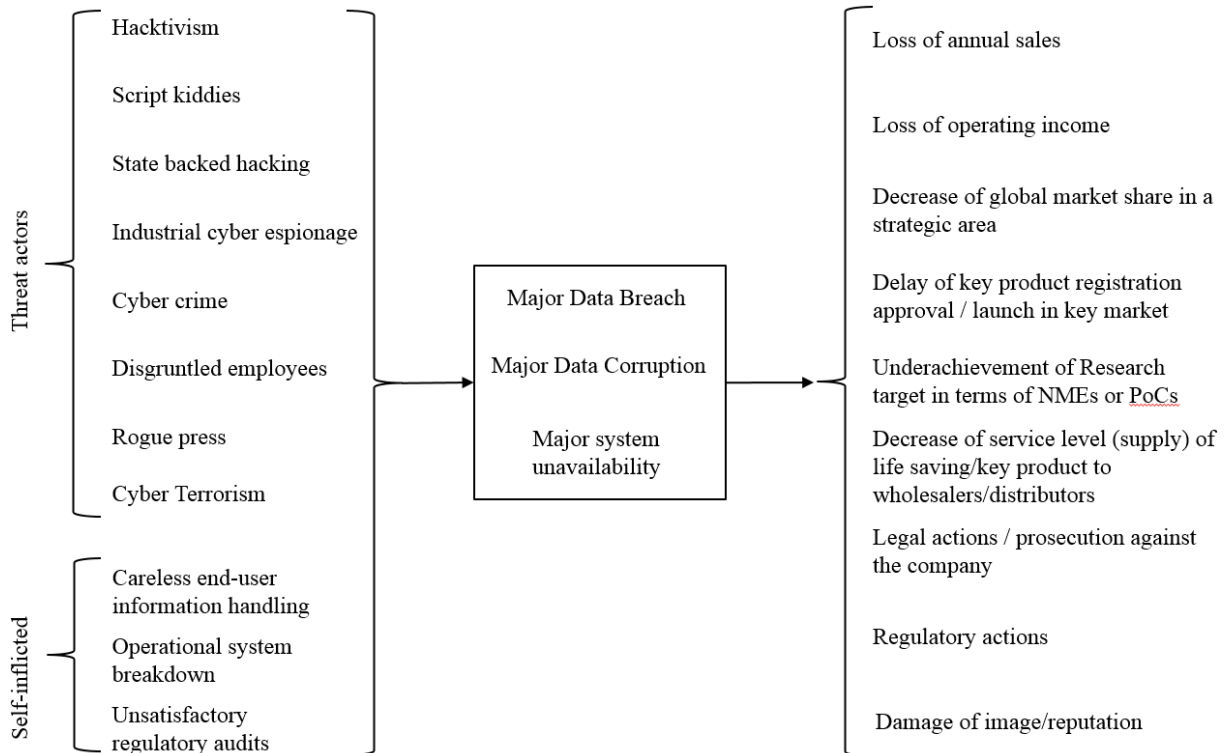 Threat actors
Hacktivism
Script kiddies
State backed hacking
Industrial cyber espionage
Cyber crime
Disgruntled employees
Rogue press
Cyber Terrorism
Self-inflicted
Careless end-user
information handling
Operational system
breakdown
Unsatisfactory
regulatory audits
Major Data Breach
Major Data Corruption
Major system
unavailability
Loss of annual sales
Loss of operating income
Decrease of global market share in a
strategic area
Delay of key product registration
approval / launch in key market
Underachievement of Research
target in terms of NMEs or PoCs
Decrease of service level (supply) of
life saving/key product to
wholesalers/distributors
Legal actions / prosecution against
the company
Regulatory actions
Damage of image/reputation